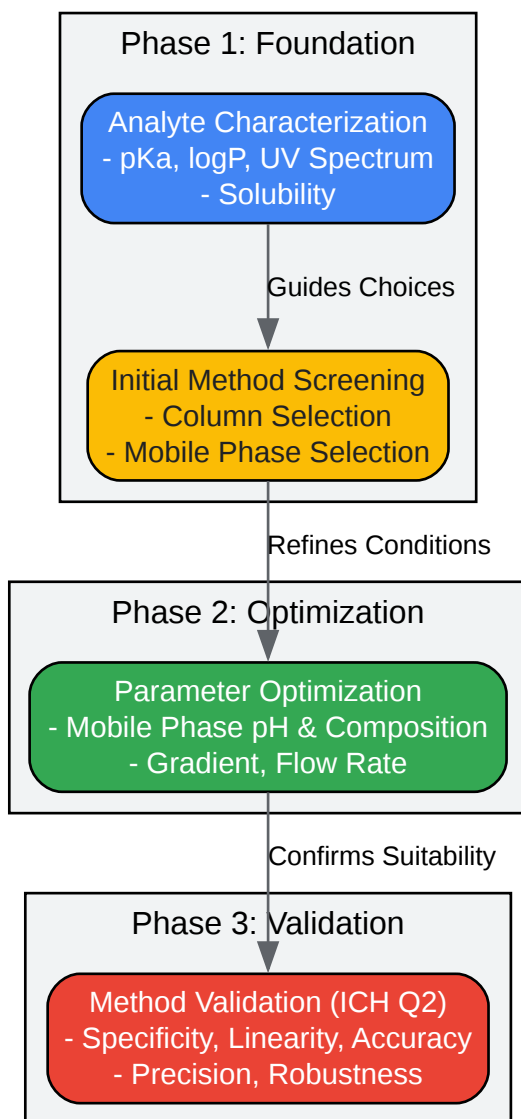 Phase 1: Foundation
Analyte Characterization
- pKa, logP, UV Spectrum
- Solubility
Guides Choices
Initial Method Screening
- Column Selection
- Mobile Phase Selection
Refines Conditions
Phase 2: Optimization
Parameter Optimization
- Mobile Phase pH & Composition
- Gradient, Flow Rate
Confirms Suitability
Phase 3: Validation
Method Validation (ICH Q2)
- Specificity, Linearity, Accuracy
- Precision, Robustness